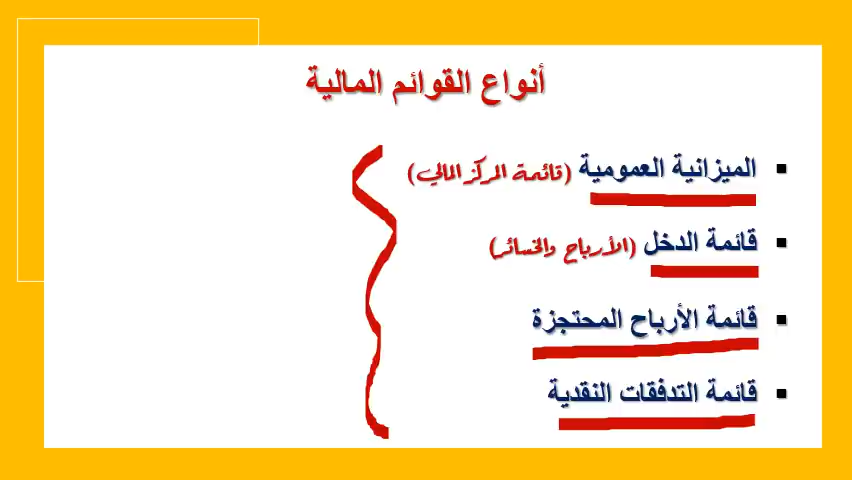 أنواع القوائم المالية
الميزانية العمومية (قائمة المركز المالي)
قائمة الدخل (الأرباح والخسائر)
قائمة الأرباح المحتجزة
قائمة التدفقات النقدية